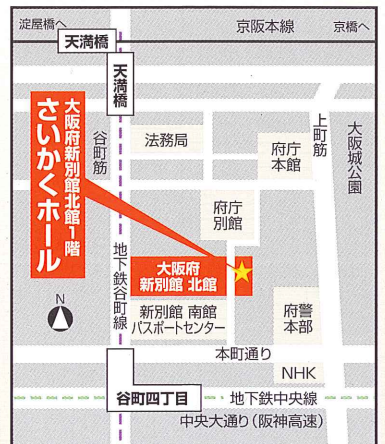 淀屋橋へ
京阪本線
京橋へ
天満橋
天満橋
大阪府新別館北館1階
さいかくホール
谷町筋
法務局
府庁
本館
上町筋
大阪城公園
府庁
別館
地下鉄谷町線
大阪府
新別館 北館
N
新別館 南館
パスポートセンター
府警
本部
本町通り
NHK
谷町四丁目
地下鉄中央線
中央大通り(阪神高速)